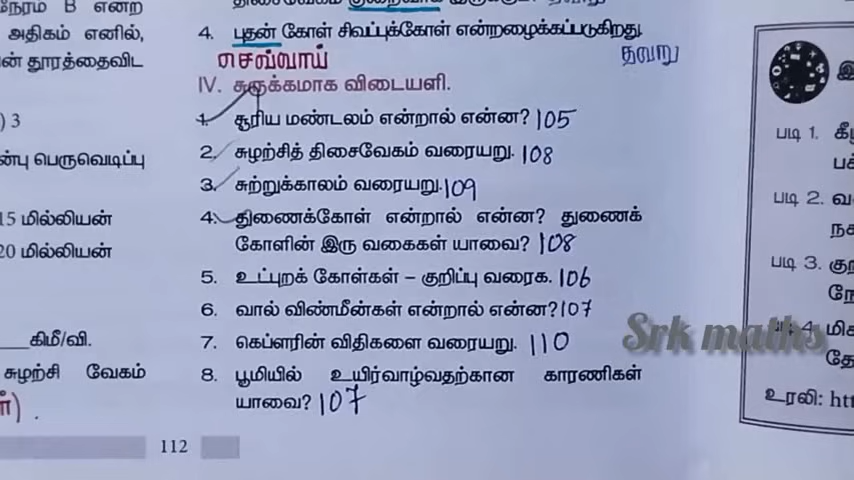 நேரம் B என்ற
அதிகம் எனில்,
ன் தூரத்தைவிட
) 3
ன்பு பெருவெடிப்பு
15 மில்லியன்
20 மில்லியன்
___கிமீ/வி.
சுழற்சி வேகம்
112
4. புதன் கோள் சிவப்புக்கோள் என்றழைக்கப்படுகிறது.
செவ்வாய் தவறு
IV. சுருக்கமாக விடையளி.
1. சூரிய மண்டலம் என்றால் என்ன? 105
2. சுழற்சித் திசைவேகம் வரையறு. 108
3. சுற்றுக்காலம் வரையறு. 109
4. துணைக்கோள் என்றால் என்ன? துணைக்
கோளின் இரு வகைகள் யாவை? 108
5. உட்புறக் கோள்கள் – குறிப்பு வரைக. 106
6. வால் விண்மீன்கள் என்றால் என்ன? 107
7. கெப்ளரின் விதிகளை வரையறு. 110
8. பூமியில் உயிர்வாழ்வதற்கான காரணிகள்
யாவை? 107
படி 1.
படி 2.
படி 3.
உரலி: htt
Srk maths